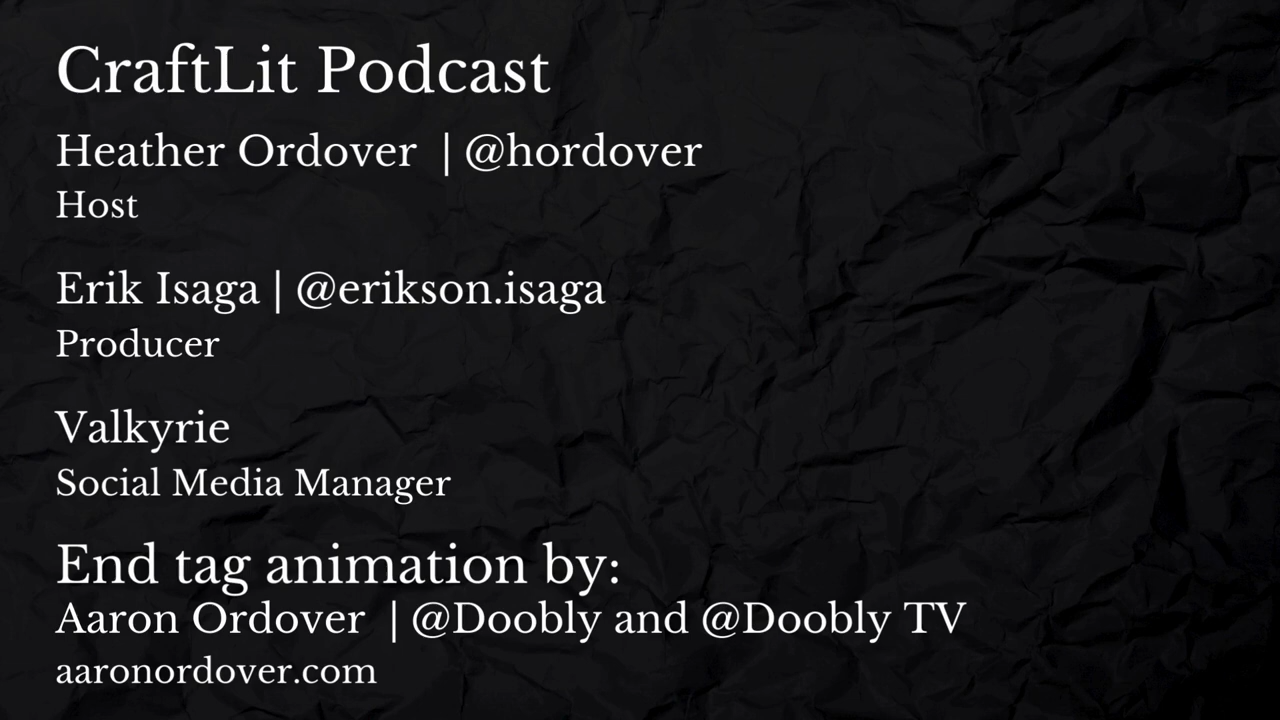 CraftLit Podcast
Heather Ordover | @hordover
Host
Erik Isaga | @erikson.isaga
Producer
Valkyrie
Social Media Manager
End tag animation by:
Aaron Ordover | @Doobly and @Doobly TV
aaronordover.com